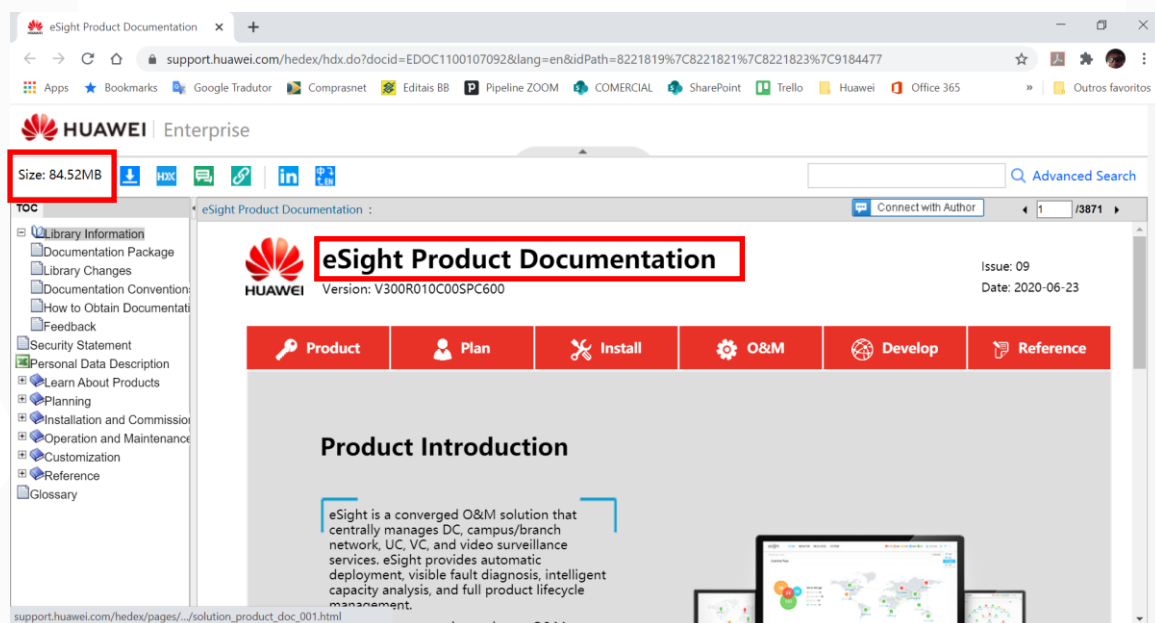 eSight Product Documentation
support.huawei.com/hedex/hdx.do?docid=EDOC1100107092&lang=en&idPath=8221819%7C8221821%7C8221823%7C9184477
Apps Bookmarks Google Tradutor Comprasnet Editais BB Pipeline ZOOM COMERCIAL SharePoint Trello Huawei Office 365 » Outros favoritos
HUAWEI Enterprise
Size: 84.52MB HDX in Advanced Search
TOC eSight Product Documentation : Connect with Author 1 /3871
Library Information
Documentation Package
Library Changes
Documentation Convention
How to Obtain Documentati
Feedback
Security Statement
Personal Data Description
Learn About Products
Planning
Installation and Commission
Operation and Maintenance
Customization
Reference
Glossary
HUAWEI
eSight Product Documentation
Version: V300R010C00SPC600
Issue: 09
Date: 2020-06-23
Product Plan Install O&M Develop Reference
Product Introduction
eSight is a converged O&M solution that
centrally manages DC, campus/branch
network, UC, VC, and video surveillance
services. eSight provides automatic
deployment, visible fault diagnosis, intelligent
capacity analysis, and full product lifecycle
management.
support.huawei.com/hedex/pages/.../solution_product_doc_001.html